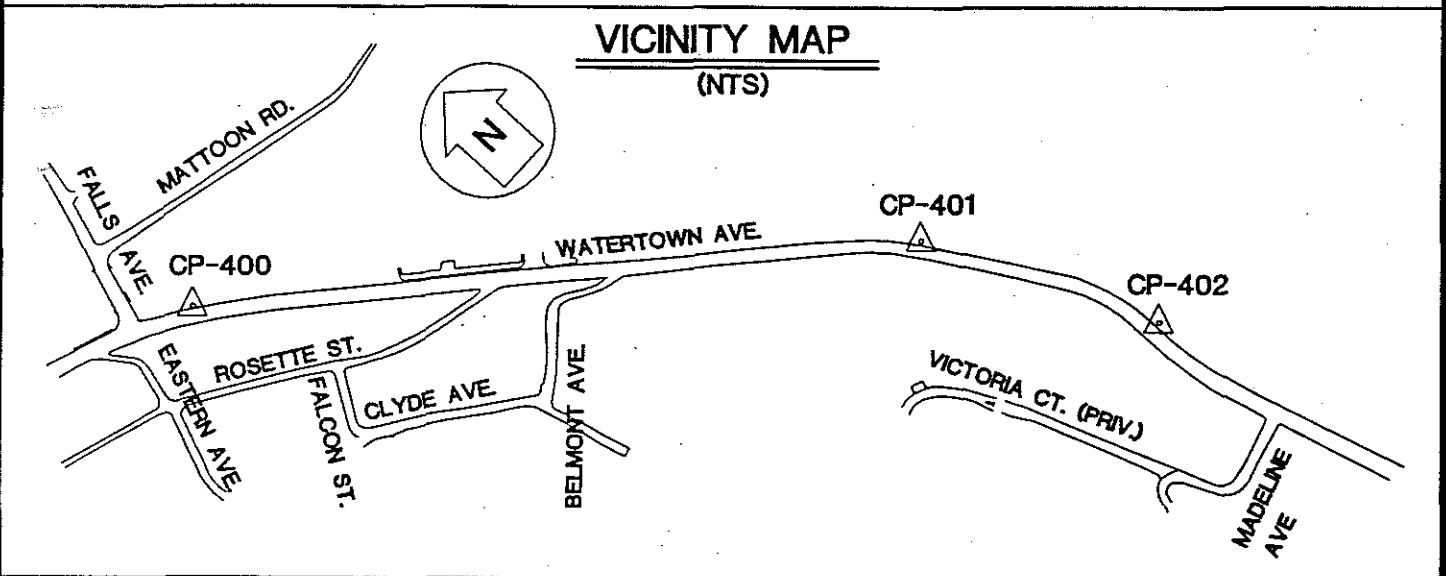 VICINITY MAP
(NTS)
MATTOON RD.
N
FALLS
AVE.
CP-400
WATERTOWN AVE.
CP-401
CP-402
EASTERN AVE.
ROSETTE ST.
FALCON ST.
CLYDE AVE.
BELMONT AVE.
VICTORIA CT. (PRIV.)
MADELINE
AVE